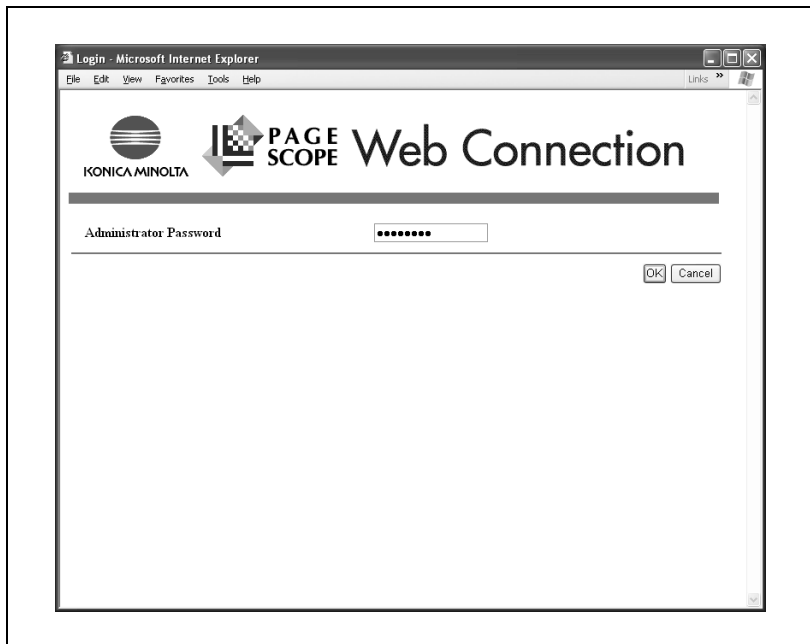 Login - Microsoft Internet Explorer
File Edit View Favorites Tools Help Links »
KONICA MINOLTA
PAGE SCOPE Web Connection
Administrator Password ••••••••
OK Cancel